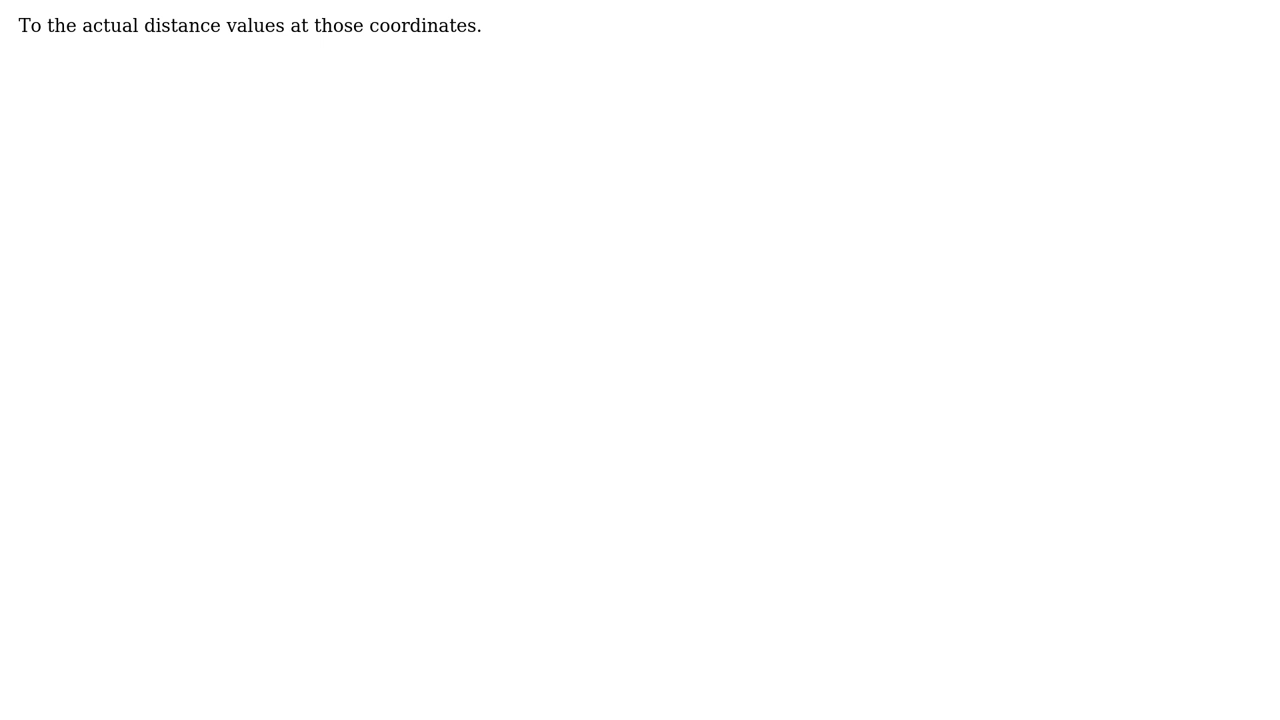 To the actual distance values at those coordinates.